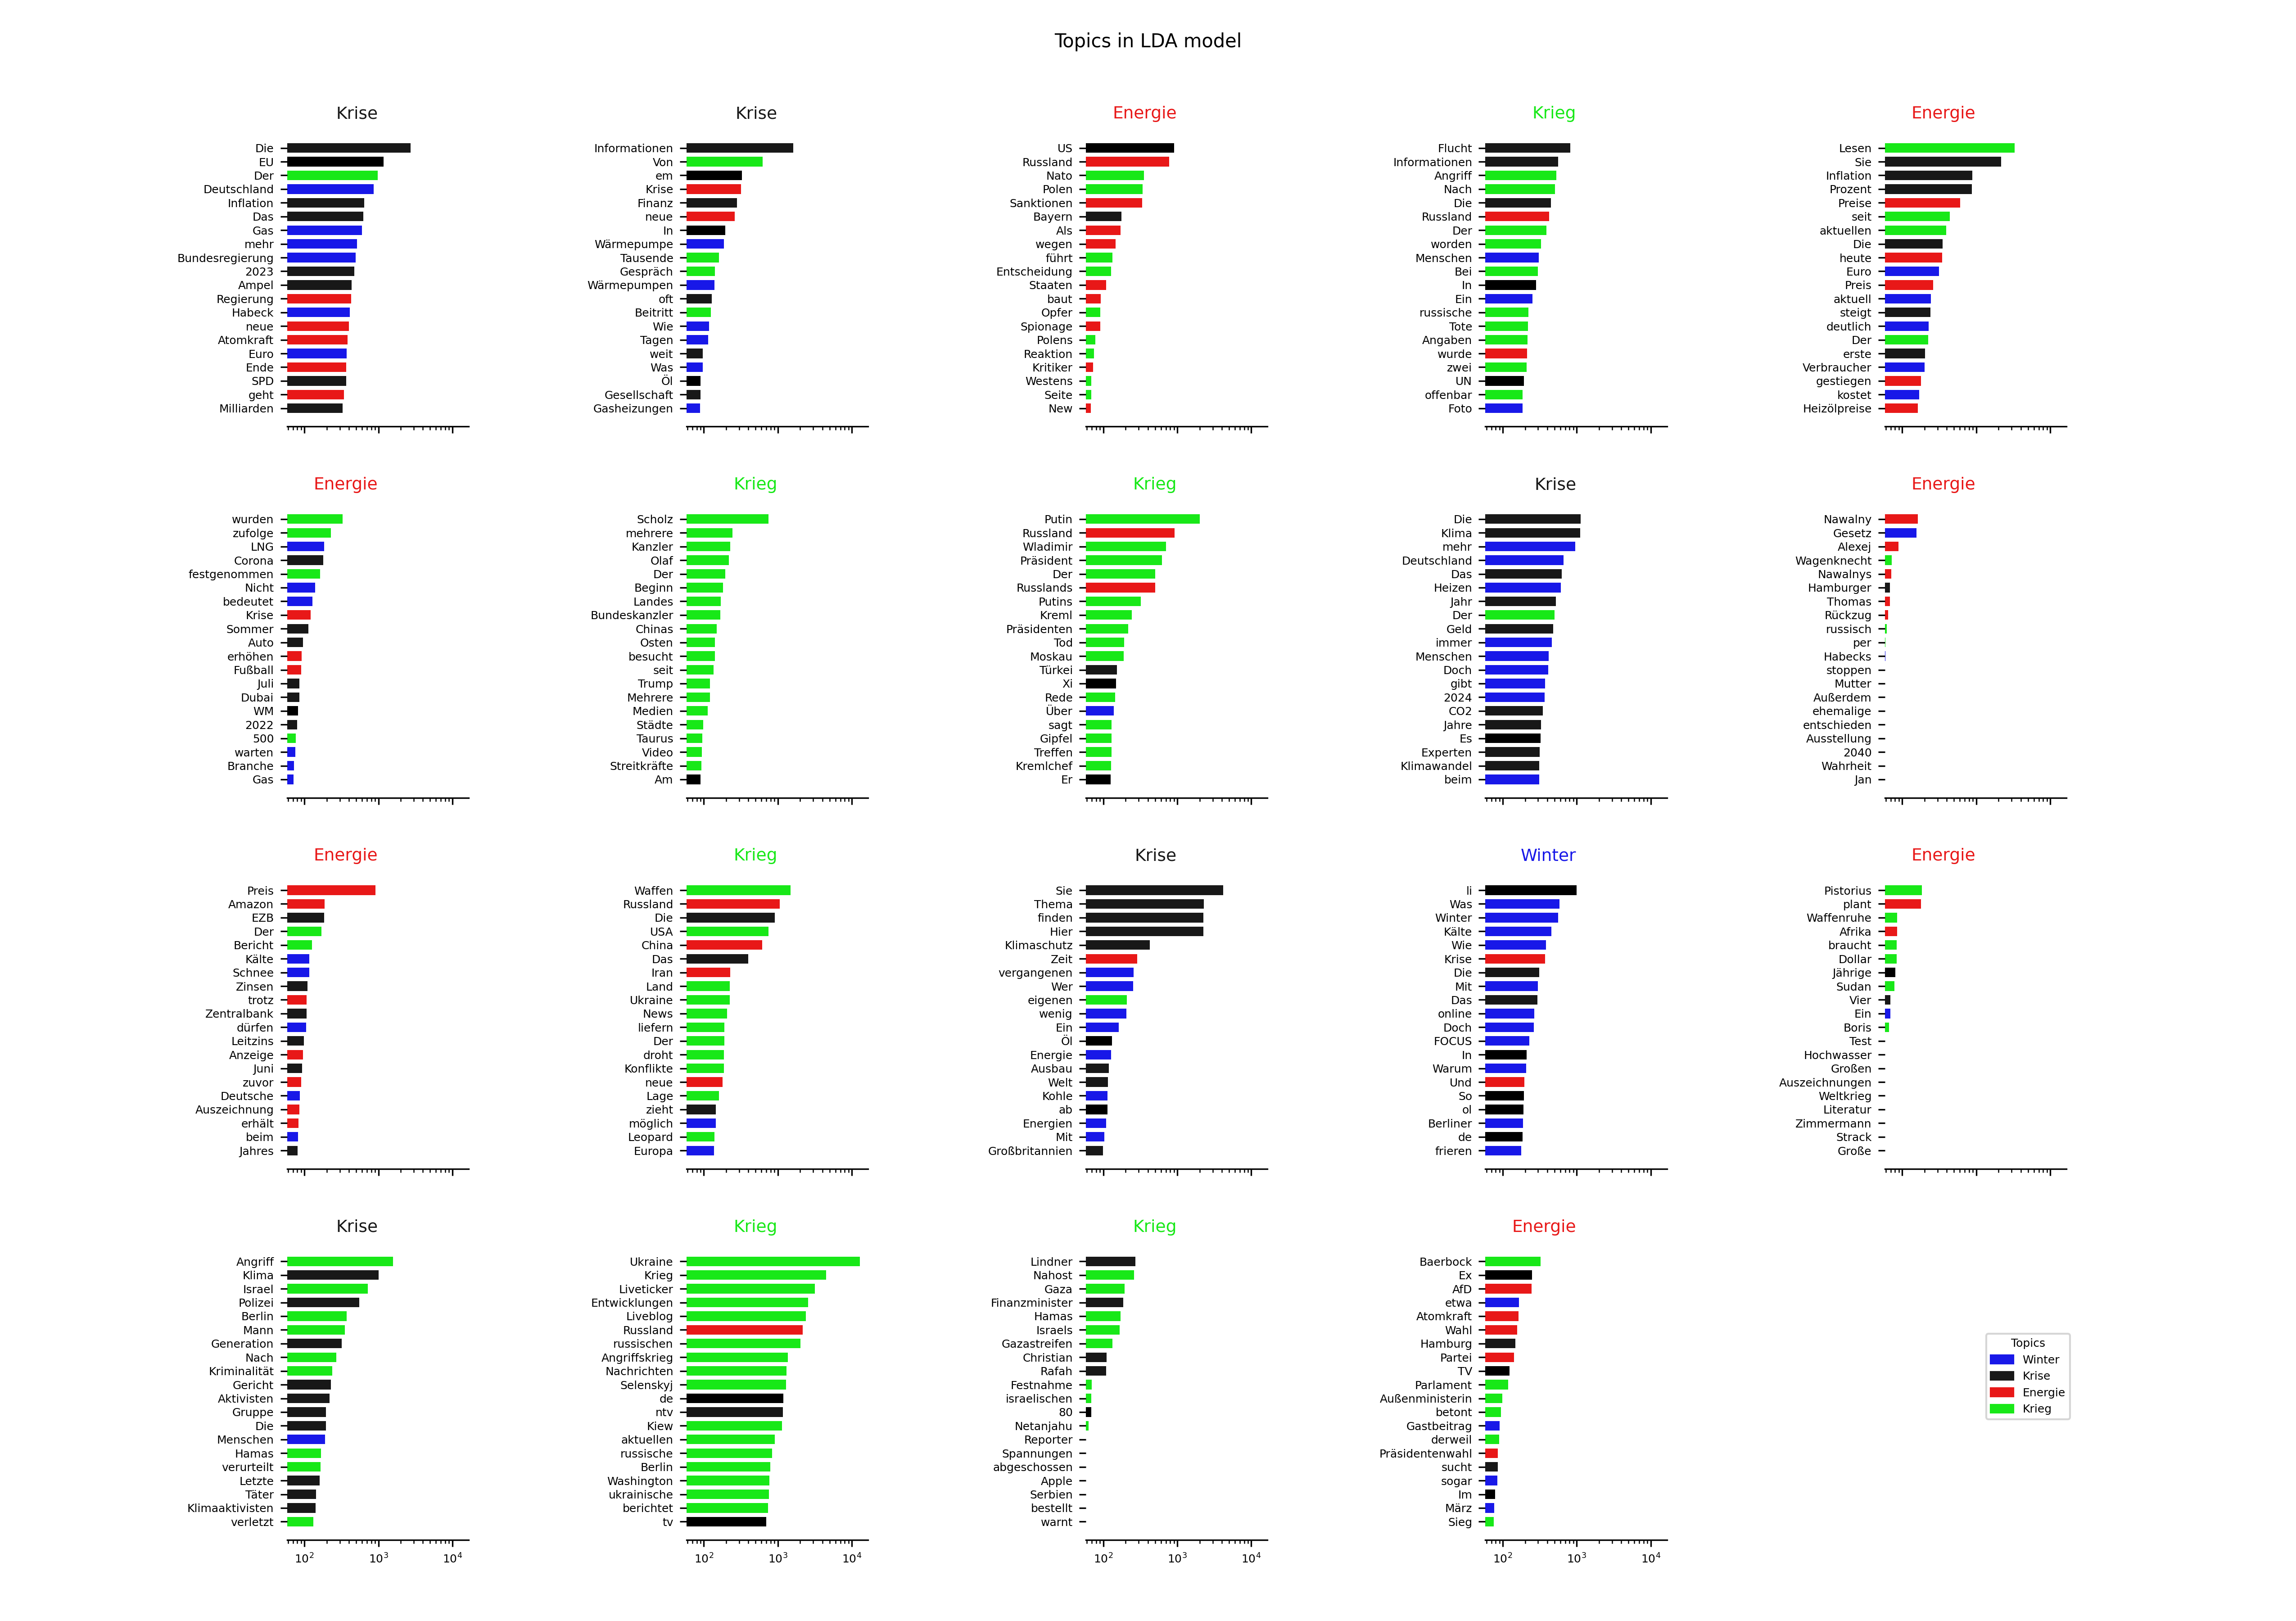 Topics in LDA model
Krise
Die
EU
Der
Deutschland
Inflation
Das
Gas
mehr
Bundesregierung
2023
Ampel
Regierung
Habeck
neue
Atomkraft
Euro
Ende
SPD
geht
Milliarden
Krise
Informationen
Von
em
Krise
Finanz
neue
In
Wärmepumpe
Tausende
Gespräch
Wärmepumpen
oft
Beitritt
Wie
Tagen
weit
Was
Öl
Gesellschaft
Gasheizungen
Energie
US
Russland
Nato
Polen
Sanktionen
Bayern
Als
wegen
führt
Entscheidung
Staaten
baut
Opfer
Spionage
Polens
Reaktion
Kritiker
Westens
Seite
New
Krieg
Flucht
Informationen
Angriff
Nach
Die
Russland
Der
worden
Menschen
Bei
In
Ein
russische
Tote
Angaben
wurde
zwei
UN
offenbar
Foto
Energie
Lesen
Sie
Inflation
Prozent
Preise
seit
aktuellen
Die
heute
Euro
Preis
aktuell
steigt
deutlich
Der
erste
Verbraucher
gestiegen
kostet
Heizölpreise
Energie
wurden
zufolge
LNG
Corona
festgenommen
Nicht
bedeutet
Krise
Sommer
Auto
erhöhen
Fußball
Juli
Dubai
WM
2022
500
warten
Branche
Gas
Krieg
Scholz
mehrere
Kanzler
Olaf
Der
Beginn
Landes
Bundeskanzler
Chinas
Osten
besucht
seit
Trump
Mehrere
Medien
Städte
Taurus
Video
Streitkräfte
Am
Krieg
Putin
Russland
Wladimir
Präsident
Der
Russlands
Putins
Kreml
Präsidenten
Tod
Moskau
Türkei
Xi
Rede
Über
sagt
Gipfel
Treffen
Kremlchef
Er
Krise
Die
Klima
mehr
Deutschland
Das
Heizen
Jahr
Der
Geld
immer
Menschen
Doch
gibt
2024
CO2
Jahre
Es
Experten
Klimawandel
beim
Energie
Nawalny
Gesetz
Alexej
Wagenknecht
Nawalnys
Hamburger
Thomas
Rückzug
russisch
per
Habecks
stoppen
Mutter
Außerdem
ehemalige
entschieden
Ausstellung
2040
Wahrheit
Jan
Energie
Preis
Amazon
EZB
Der
Bericht
Kälte
Schnee
Zinsen
trotz
Zentralbank
dürfen
Leitzins
Anzeige
Juni
zuvor
Deutsche
Auszeichnung
erhält
beim
Jahres
Krieg
Waffen
Russland
Die
USA
China
Das
Iran
Land
Ukraine
News
liefern
Der
droht
Konflikte
neue
Lage
zieht
möglich
Leopard
Europa
Krise
Sie
Thema
finden
Hier
Klimaschutz
Zeit
vergangenen
Wer
eigenen
wenig
Ein
Öl
Energie
Ausbau
Welt
Kohle
ab
Energien
Mit
Großbritannien
Winter
li
Was
Winter
Kälte
Wie
Krise
Die
Mit
Das
online
Doch
FOCUS
In
Warum
Und
So
ol
Berliner
de
frieren
Energie
Pistorius
plant
Waffenruhe
Afrika
braucht
Dollar
Jährige
Sudan
Vier
Ein
Boris
Test
Hochwasser
Großen
Auszeichnungen
Weltkrieg
Literatur
Zimmermann
Strack
Große
Krise
Angriff
Klima
Israel
Polizei
Berlin
Mann
Generation
Nach
Kriminalität
Gericht
Aktivisten
Gruppe
Die
Menschen
Hamas
verurteilt
Letzte
Täter
Klimaaktivisten
verletzt
10² 10³ 10⁴
Krieg
Ukraine
Krieg
Liveticker
Entwicklungen
Liveblog
Russland
russischen
Angriffskrieg
Nachrichten
Selenskyj
de
ntv
Kiew
aktuellen
russische
Berlin
Washington
ukrainische
berichtet
tv
10² 10³ 10⁴
Krieg
Lindner
Nahost
Gaza
Finanzminister
Hamas
Israels
Gazastreifen
Christian
Rafah
Festnahme
israelischen
80
Netanjahu
Reporter
Spannungen
abgeschossen
Apple
Serbien
bestellt
warnt
10² 10³ 10⁴
Energie
Baerbock
Ex
AfD
etwa
Atomkraft
Wahl
Hamburg
Partei
TV
Parlament
Außenministerin
betont
Gastbeitrag
derweil
Präsidentenwahl
sucht
sogar
Im
März
Sieg
10² 10³ 10⁴
Topics
Winter
Krise
Energie
Krieg